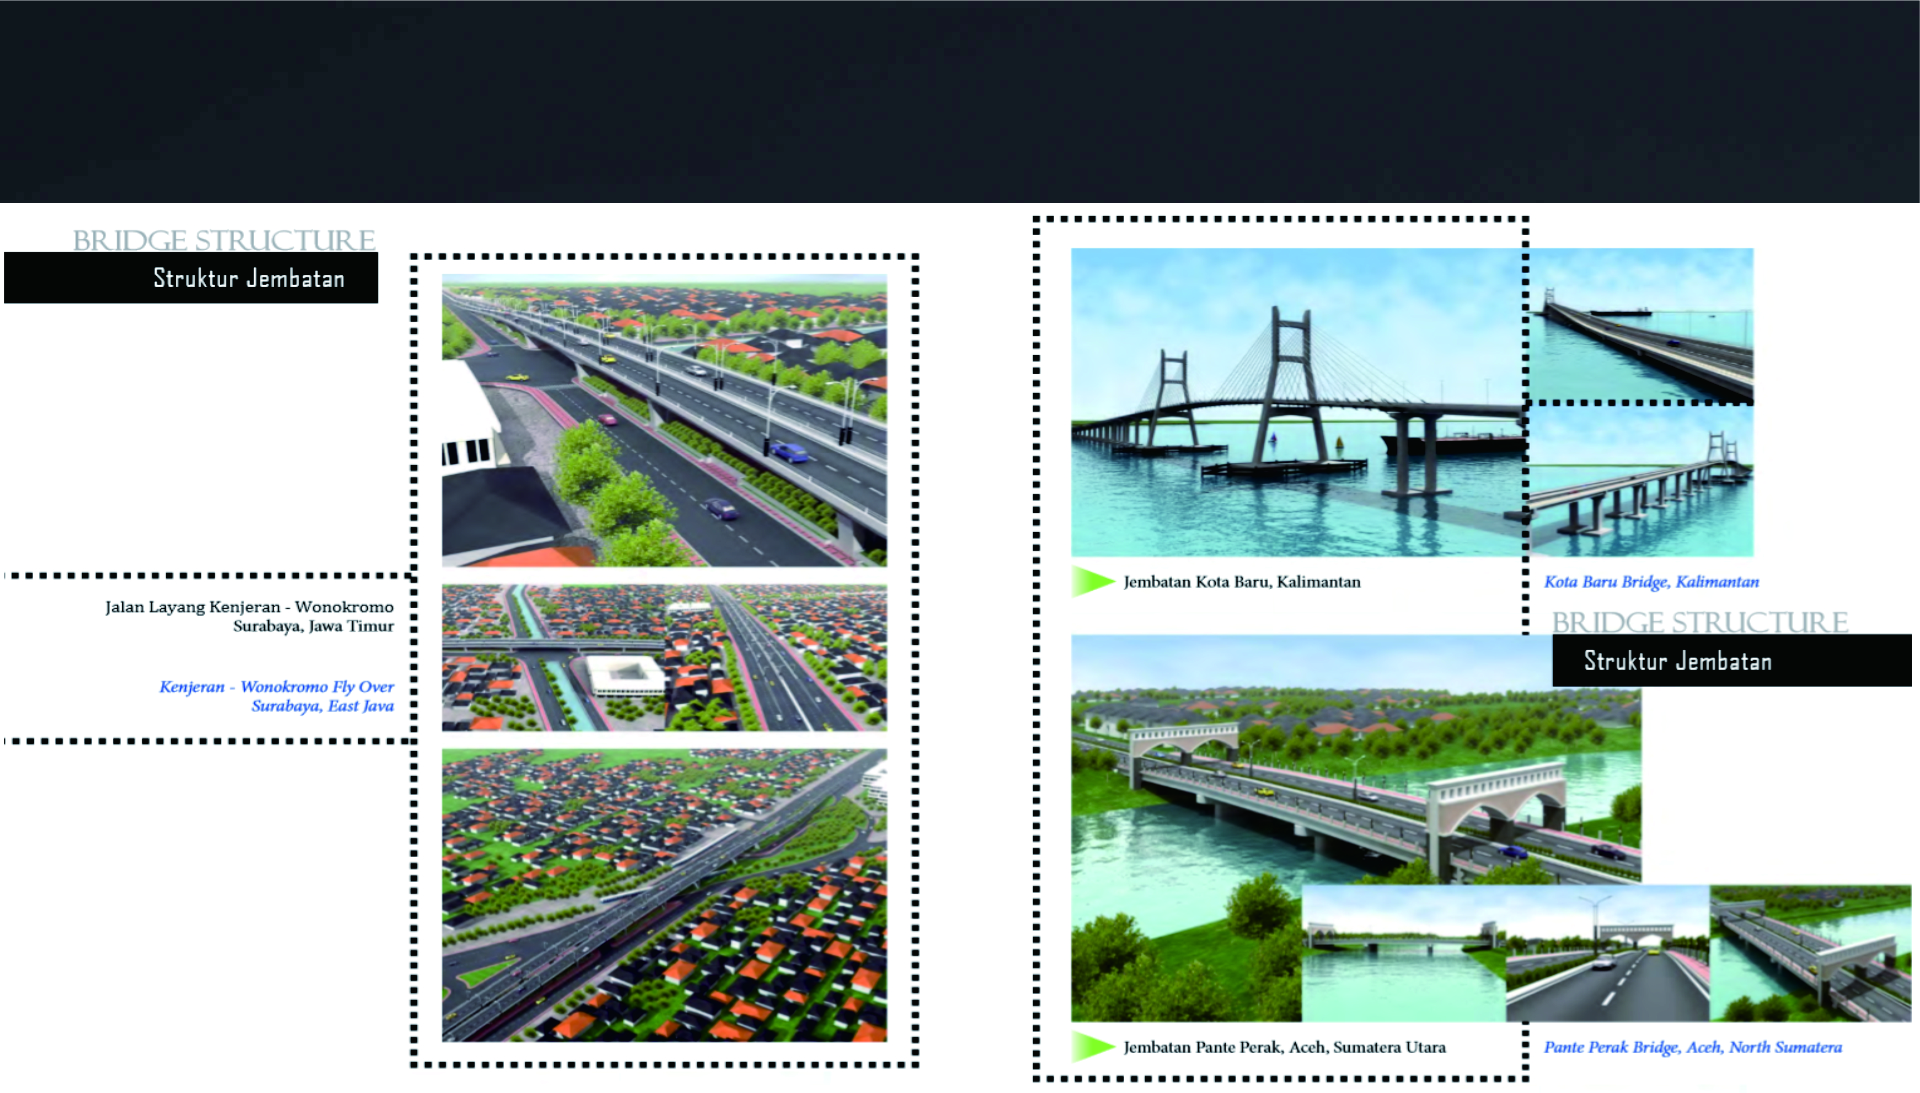 BRIDGE STRUCTURE
Struktur Jembatan
Jalan Layang Kenjeran - Wonokromo
Surabaya, Jawa Timur
Kenjeran - Wonokromo Fly Over
Surabaya, East Java
Jembatan Kota Baru, Kalimantan
Kota Baru Bridge, Kalimantan
BRIDGE STRUCTURE
Struktur Jembatan
Jembatan Pante Perak, Aceh, Sumatera Utara
Pante Perak Bridge, Aceh, North Sumatera